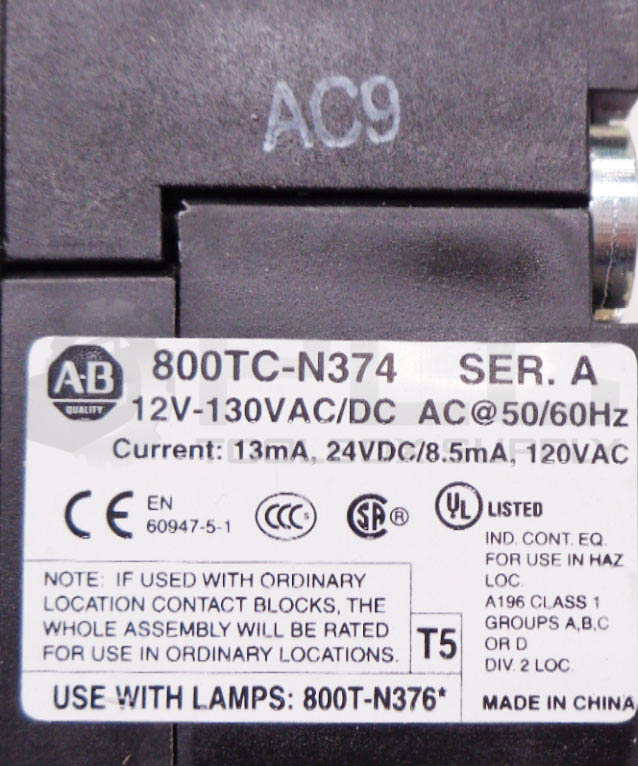 AC9
AB
QUALITY
800TC-N374 SER. A
12V-130VAC/DC AC@50/60Hz
Current: 13mA, 24VDC/8.5mA, 120VAC
CE EN
60947-5-1
CCC S
SA ®
UL LISTED
IND. CONT. EQ.
FOR USE IN HAZ
LOC.
A196 CLASS 1
GROUPS A,B,C
OR D
DIV. 2 LOC.
NOTE: IF USED WITH ORDINARY
LOCATION CONTACT BLOCKS, THE
WHOLE ASSEMBLY WILL BE RATED
FOR USE IN ORDINARY LOCATIONS.
T5
USE WITH LAMPS: 800T-N376*
MADE IN CHINA